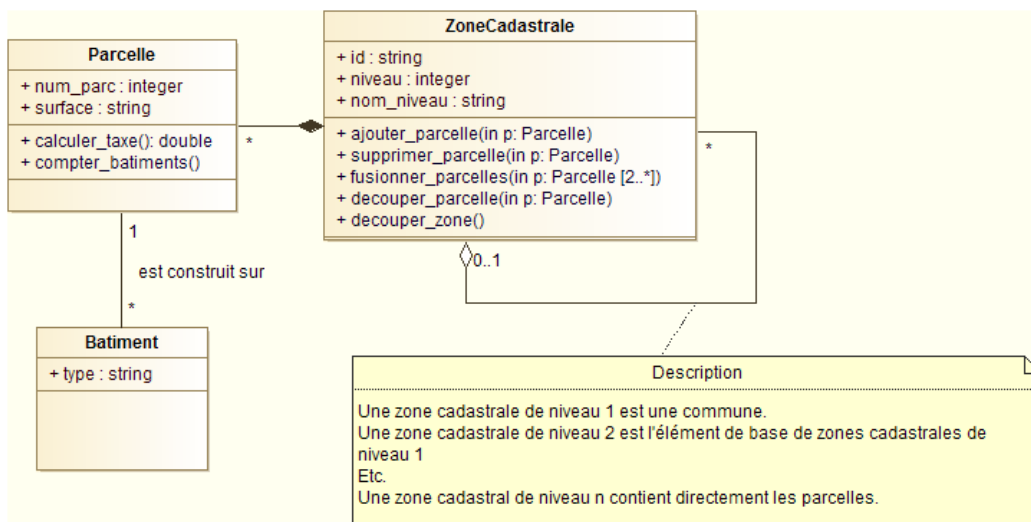 ZoneCadastrale
+ id : string
+ niveau : integer
+ nom_niveau : string
+ ajouter_parcelle(in p: Parcelle)
+ supprimer_parcelle(in p: Parcelle)
+ fusionner_parcelles(in p: Parcelle [2..*])
+ decouper_parcelle(in p: Parcelle)
+ decouper_zone()
Parcelle
+ num_parc : integer
+ surface : string
+ calculer_taxe(): double
+ compter_batiments()
*
*
0..1
1
est construit sur
*
Batiment
+ type : string
Description
Une zone cadastrale de niveau 1 est une commune.
Une zone cadastrale de niveau 2 est l'élément de base de zones cadastrales de
niveau 1
Etc.
Une zone cadastral de niveau n contient directement les parcelles.